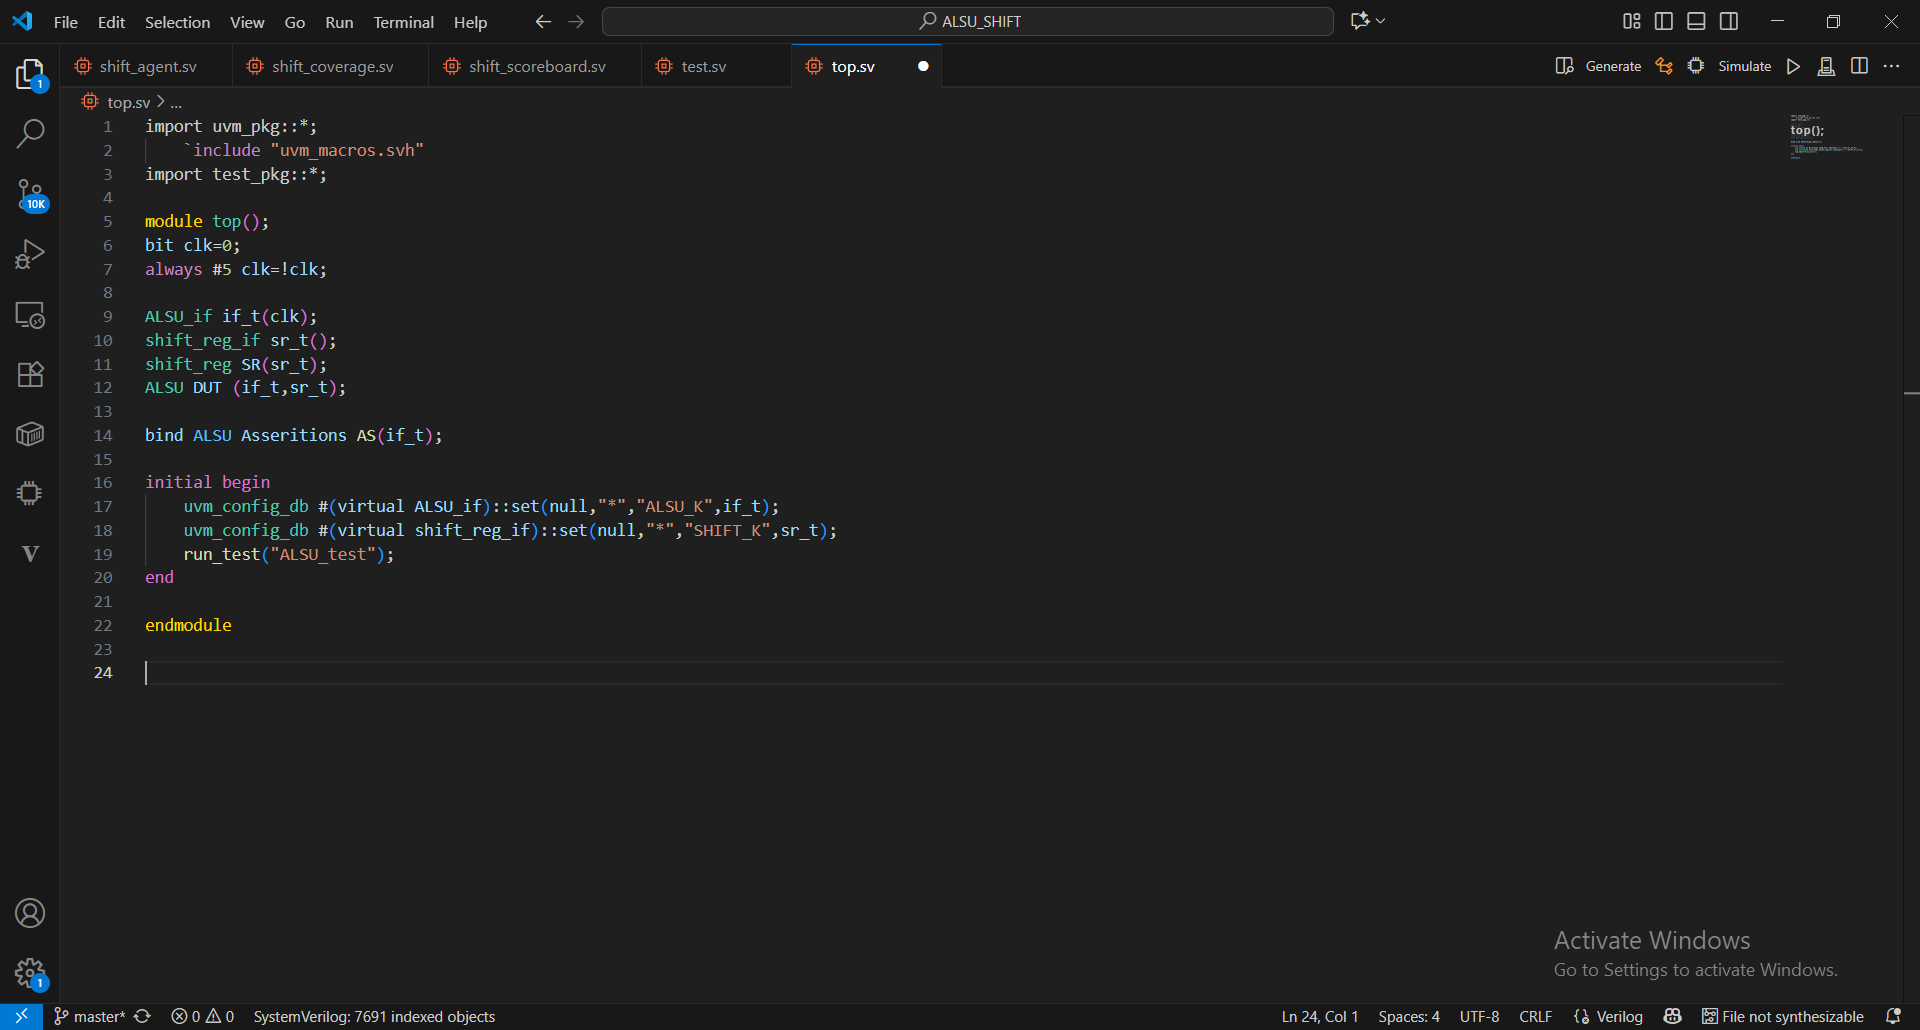 File Edit Selection View Go Run Terminal Help
ALSU_SHIFT
shift_agent.sv shift_coverage.sv shift_scoreboard.sv test.sv top.sv
Generate Simulate
top.sv > ...
1 import uvm_pkg::*;
2 `include "uvm_macros.svh"
3 import test_pkg::*;
4
5 module top();
6 bit clk=0;
7 always #5 clk=!clk;
8
9 ALSU_if if_t(clk);
10 shift_reg_if sr_t();
11 shift_reg SR(sr_t);
12 ALSU DUT (if_t,sr_t);
13
14 bind ALSU Asseritions AS(if_t);
15
16 initial begin
17 uvm_config_db #(virtual ALSU_if)::set(null,"*","ALSU_K",if_t);
18 uvm_config_db #(virtual shift_reg_if)::set(null,"*","SHIFT_K",sr_t);
19 run_test("ALSU_test");
20 end
21
22 endmodule
23
24
1
10K
V
1
top();
Activate Windows
Go to Settings to activate Windows.
master* 0 0 SystemVerilog: 7691 indexed objects Ln 24, Col 1 Spaces: 4 UTF-8 CRLF Verilog File not synthesizable